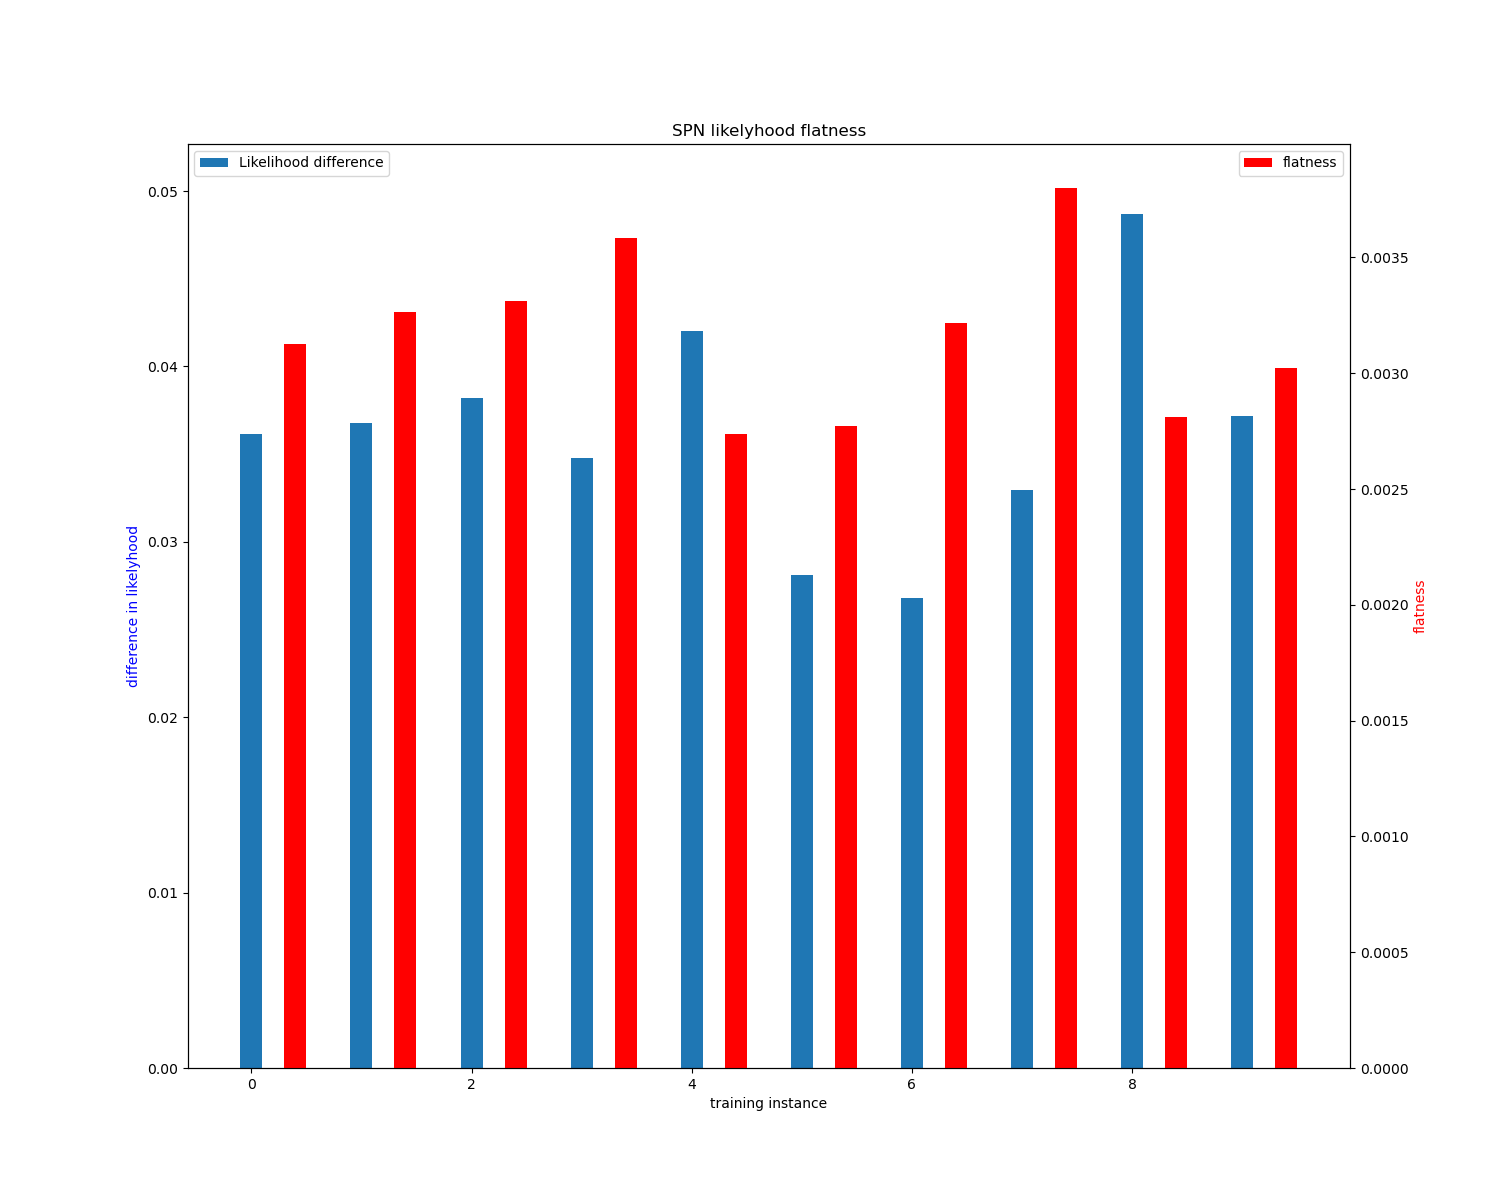 SPN likelyhood flatness
Likelihood difference
flatness
difference in likelyhood
0.05
0.04
0.03
0.02
0.01
0.00
0.0035
0.0030
0.0025
0.0020
0.0015
0.0010
0.0005
0.0000
flatness
0 2 4 6 8
training instance